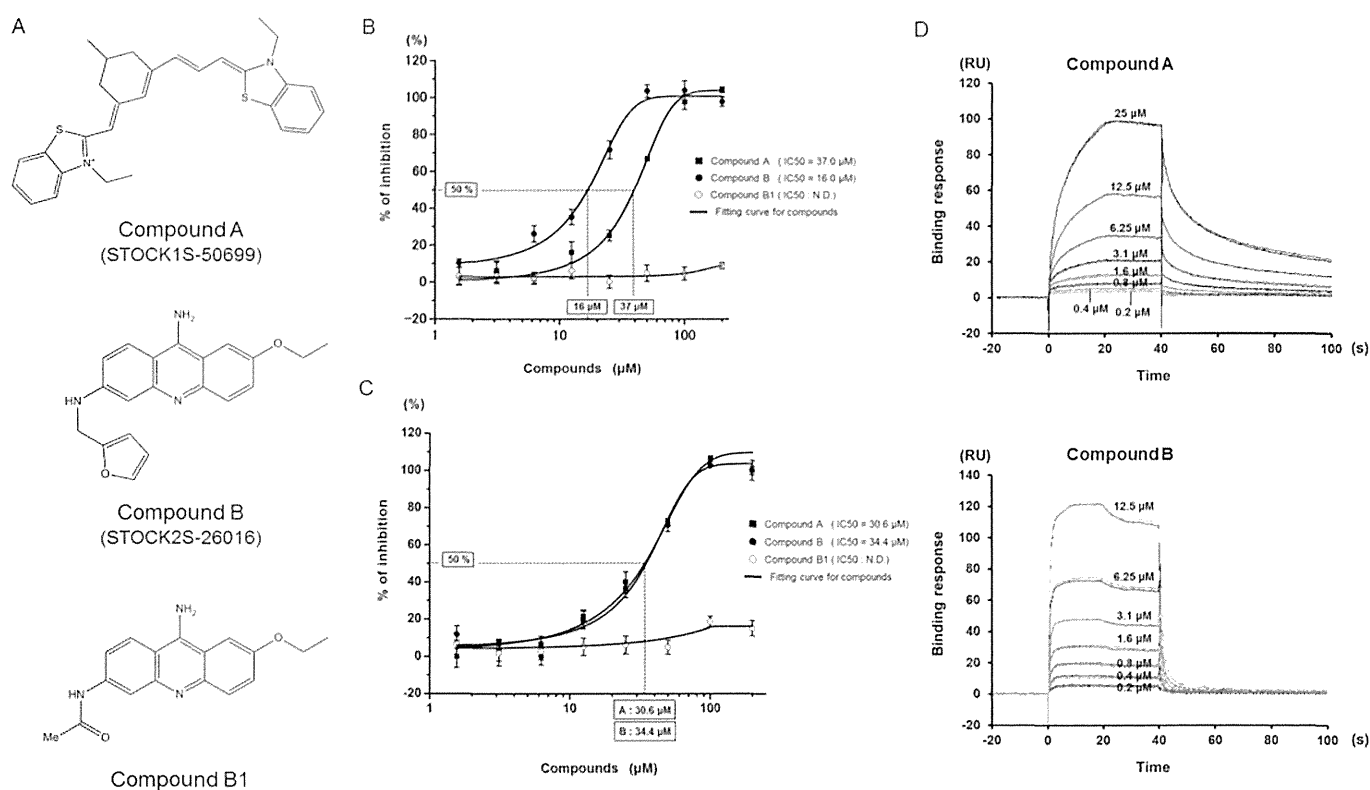 A
N
S
S
N+
Compound A
(STOCK1S-50699)
NH2
O
HN
N
O
Compound B
(STOCK2S-26016)
NH2
O
NH
N
Me
O
Compound B1
B
(%)
120
100
80
60
40
20
0
-20
% of inhibition
50 %
16 µM
37 µM
1
10
100
Compounds (µM)
Compound A ( IC50 = 37.0 µM)
Compound B ( IC50 = 16.0 µM)
Compound B1 (IC50 : N.D.)
Fitting curve for compounds
C
(%)
120
100
80
60
40
20
0
-20
% of inhibition
50 %
A : 30.6 µM
B : 34.4 µM
1
10
100
Compounds (µM)
Compound A ( IC50 = 30.6 µM)
Compound B ( IC50 = 34.4 µM)
Compound B1 (IC50 : N.D.)
Fitting curve for compounds
D
(RU)
Compound A
120
100
80
60
40
20
0
-20
Binding response
25 µM
12.5 µM
6.25 µM
3.1 µM
1.6 µM
0.8 µM
0.4 µM
0.2 µM
-20
0
20
40
60
80
100
(s)
Time
(RU)
Compound B
140
120
100
80
60
40
20
0
-20
Binding response
12.5 µM
6.25 µM
3.1 µM
1.6 µM
0.8 µM
0.4 µM
0.2 µM
-20
0
20
40
60
80
100
(s)
Time